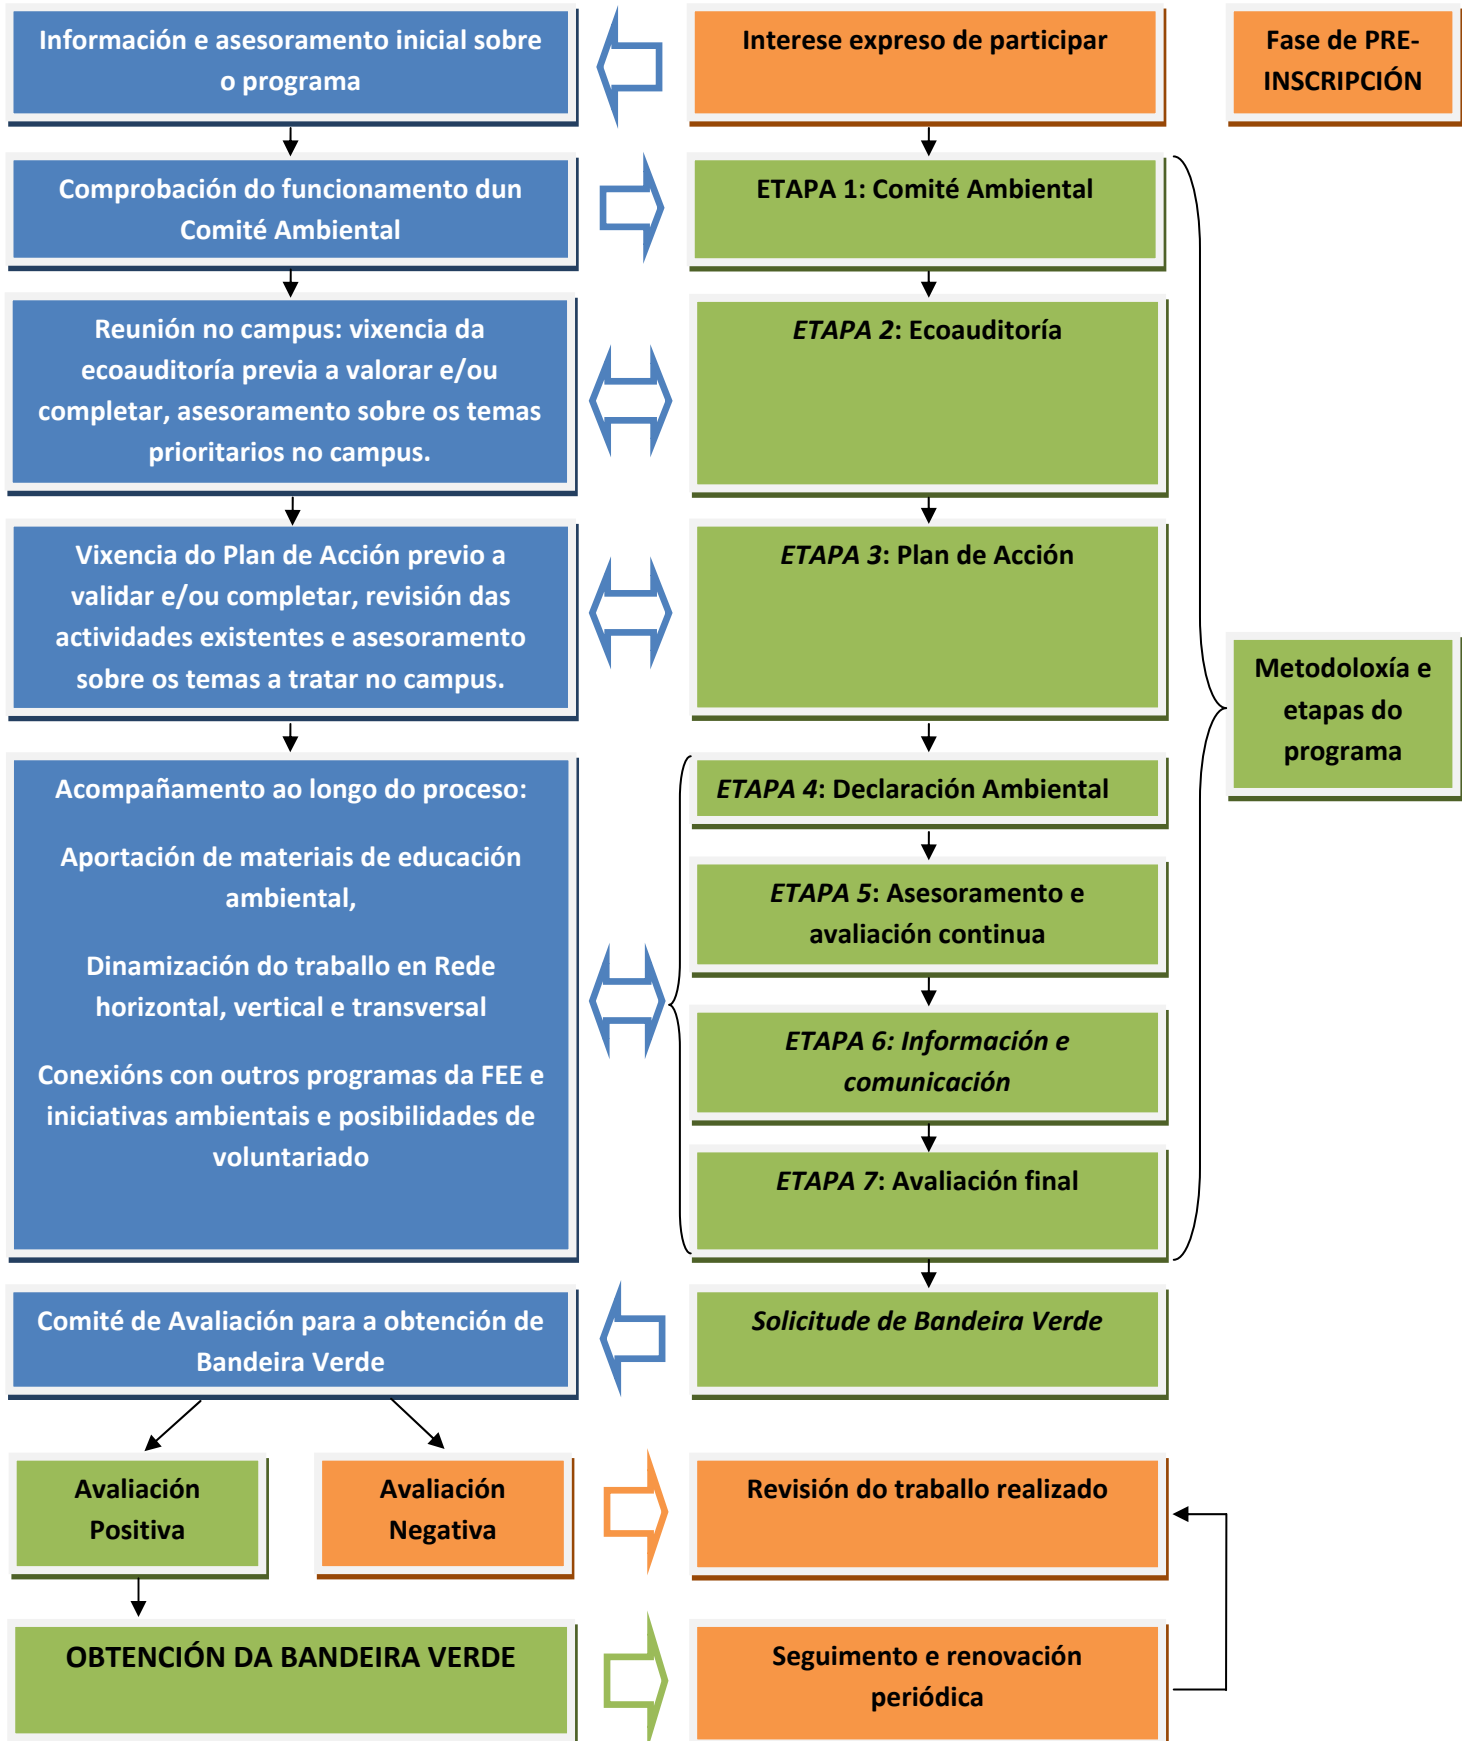 Información e asesoramento inicial sobre
o programa
Interese expreso de participar
Fase de PRE-
INSCRIPCIÓN
Comprobación do funcionamento dun
Comité Ambiental
ETAPA 1: Comité Ambiental
Reunión no campus: vixencia da
ecoauditoría previa a valorar e/ou
completar, asesoramento sobre os temas
prioritarios no campus.
ETAPA 2: Ecoauditoría
Vixencia do Plan de Acción previo a
validar e/ou completar, revisión das
actividades existentes e asesoramento
sobre os temas a tratar no campus.
ETAPA 3: Plan de Acción
Metodoloxía e
etapas do
programa
Acompañamento ao longo do proceso:
Aportación de materiais de educación
ambiental,
Dinamización do traballo en Rede
horizontal, vertical e transversal
Conexións con outros programas da FEE e
iniciativas ambientais e posibilidades de
voluntariado
ETAPA 4: Declaración Ambiental
ETAPA 5: Asesoramento e
avaliación continua
ETAPA 6: Información e
comunicación
ETAPA 7: Avaliación final
Comité de Avaliación para a obtención de
Bandeira Verde
Solicitude de Bandeira Verde
Avaliación
Positiva
Avaliación
Negativa
Revisión do traballo realizado
OBTENCIÓN DA BANDEIRA VERDE
Seguimento e renovación
periódica